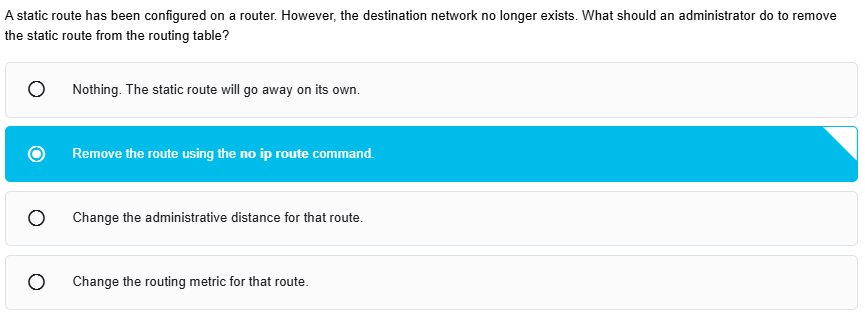 A static route has been configured on a router. However, the destination network no longer exists. What should an administrator do to remove
the static route from the routing table?
Nothing. The static route will go away on its own.
Remove the route using the no ip route command.
Change the administrative distance for that route.
Change the routing metric for that route.